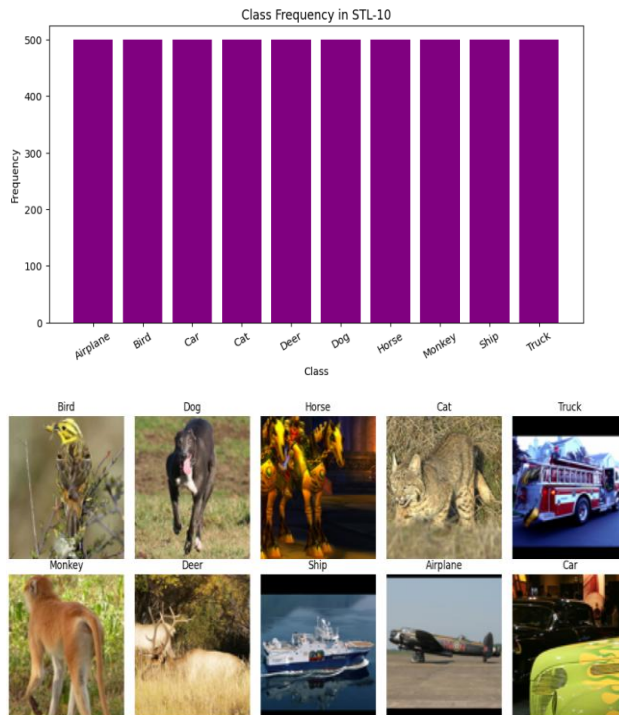 Class Frequency in STL-10
500
400
300
200
100
0
Frequency
Airplane Bird Car Cat Deer Dog Horse Monkey Ship Truck
Class
Bird Dog Horse Cat Truck
Monkey Deer Ship Airplane Car